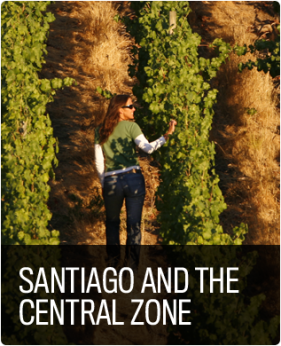 SANTIAGO AND THE
CENTRAL ZONE